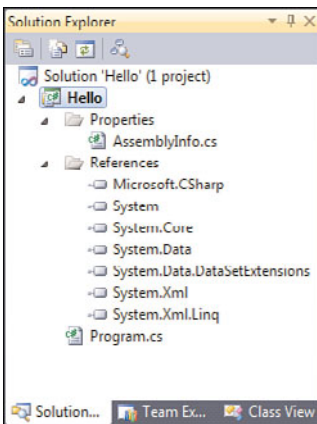 Solution Explorer
Solution 'Hello' (1 project)
Hello
Properties
AssemblyInfo.cs
References
Microsoft.CSharp
System
System.Core
System.Data
System.Data.DataSetExtensions
System.Xml
System.Xml.Linq
Program.cs
Solution... Team Ex... Class View